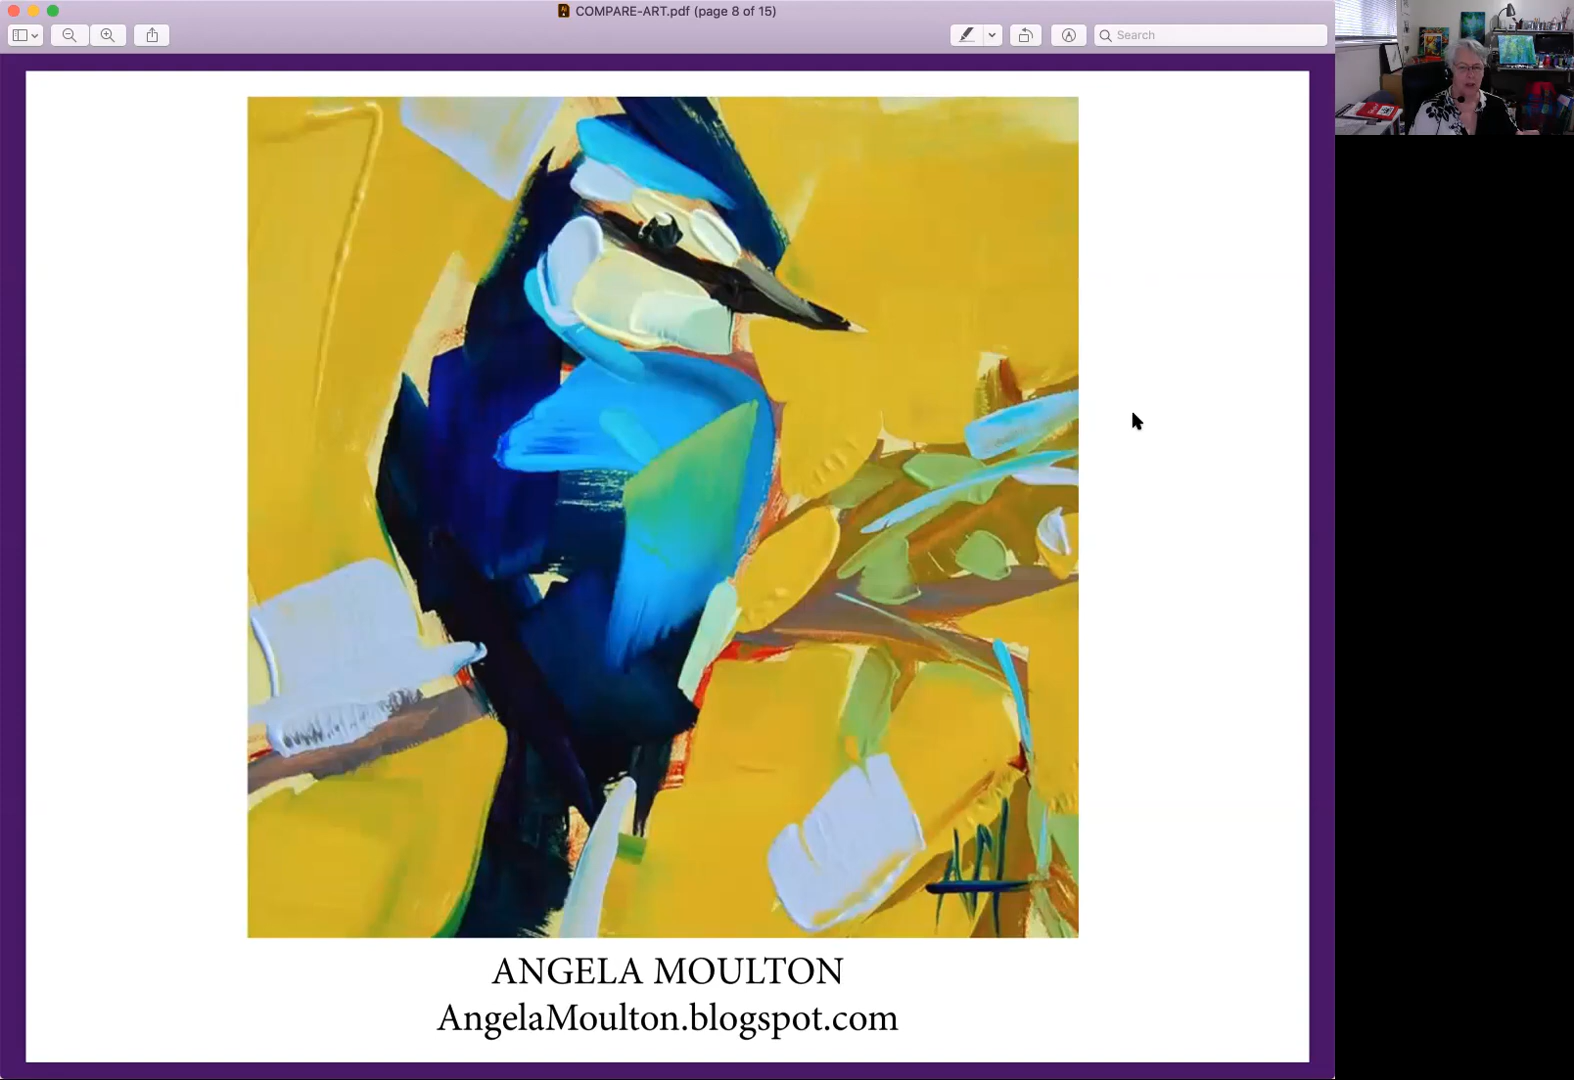 COMPARE-ART.pdf (page 8 of 15)
Search
ANGELA MOULTON
AngelaMoulton.blogspot.com